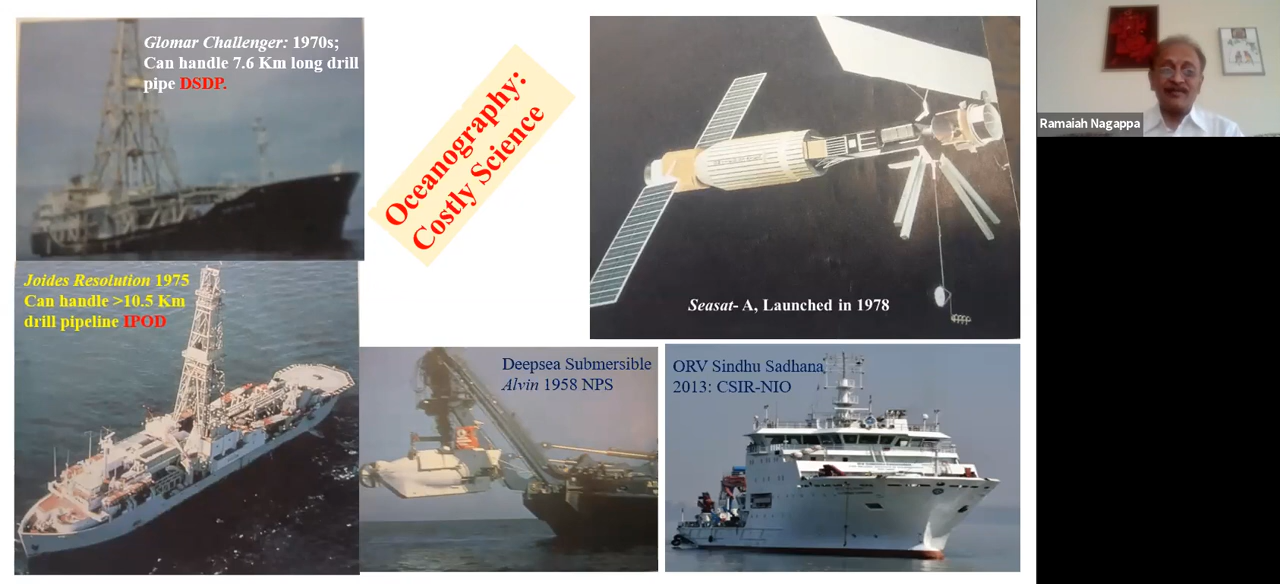 Glomar Challenger: 1970s;
Can handle 7.6 Km long drill
pipe DSDP.
Oceanography:
Costly Science
Seasat- A, Launched in 1978
Ramaiah Nagappa
Joides Resolution 1975
Can handle >10.5 Km
drill pipeline IPOD
Deepsea Submersible
Alvin 1958 NPS
ORV Sindhu Sadhana,
2013: CSIR-NIO